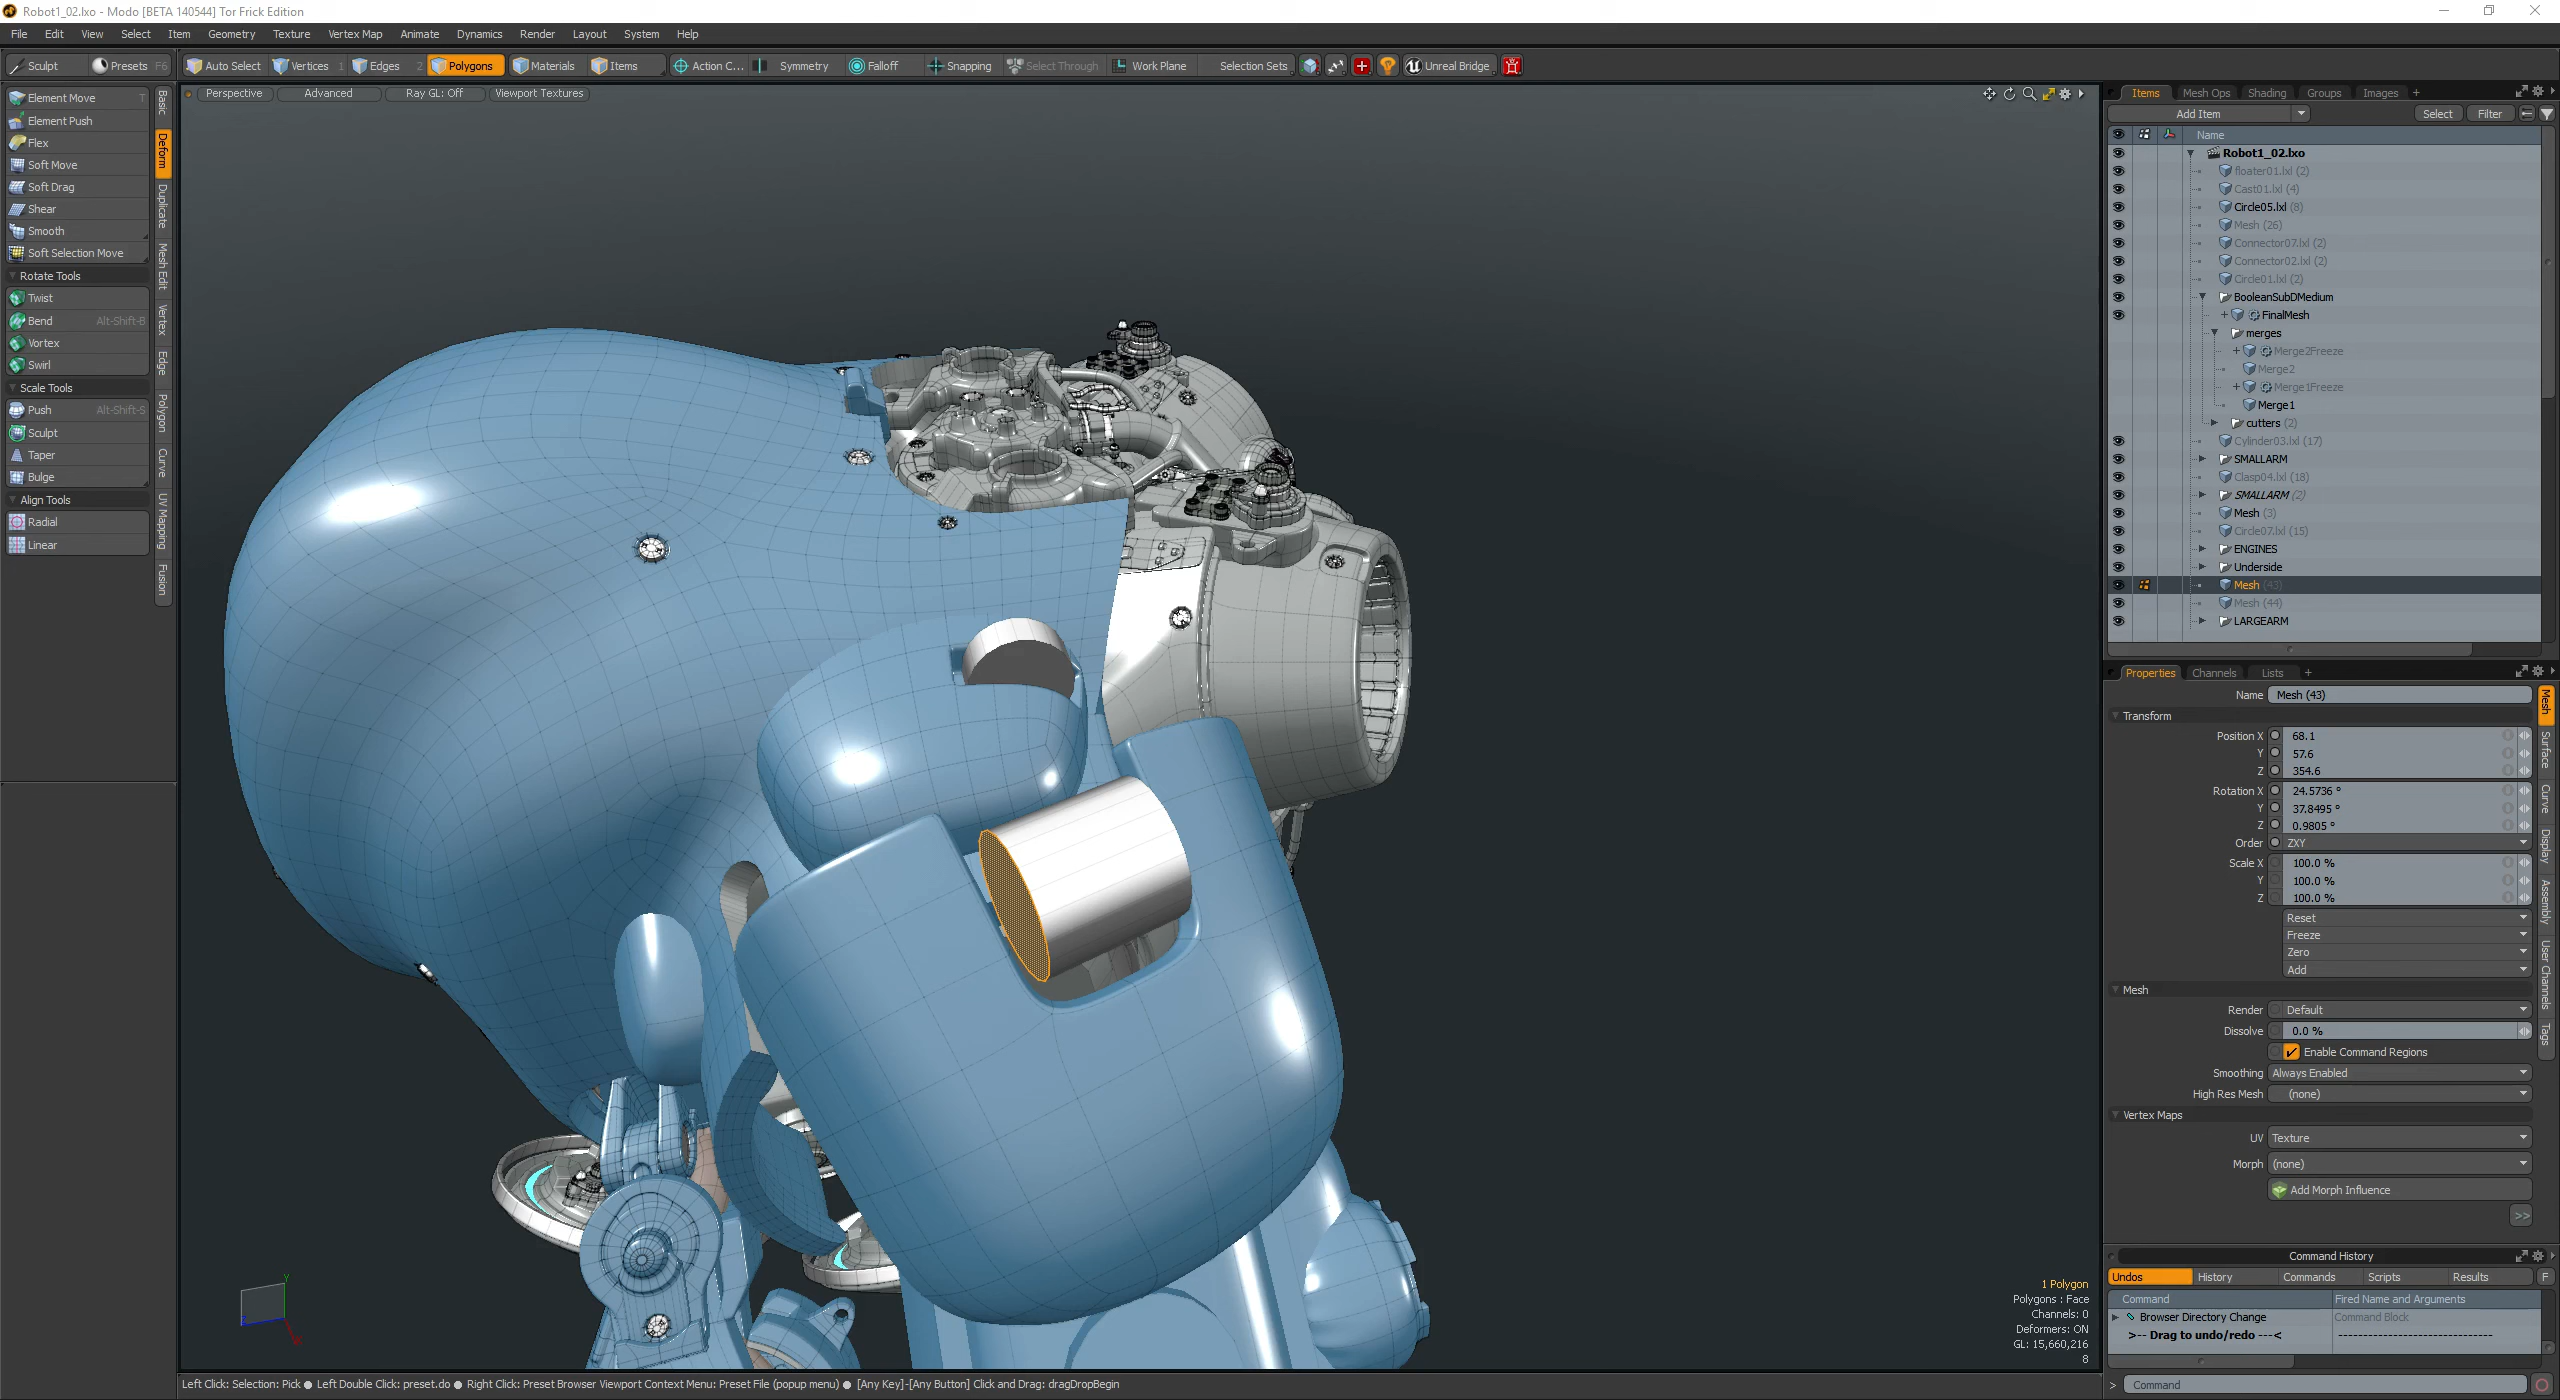 Robot1_02.lxo - Modo [BETA 140544] Tor Frick Edition
File Edit View Select Item Geometry Texture Vertex Map Animate Dynamics Render Layout System Help
Sculpt Presets F6 Auto Select Vertices 1 Edges 2 Polygons Materials Items Action C... Symmetry Falloff Snapping Select Through Work Plane Selection Sets Unreal Bridge
Perspective Advanced Ray GL: Off Viewport Textures
Element Move T
Element Push
Flex
Soft Move
Soft Drag
Shear
Smooth
Soft Selection Move
Rotate Tools
Twist
Bend Alt-Shift-B
Vortex
Swirl
Scale Tools
Push Alt-Shift-S
Sculpt
Taper
Bulge
Align Tools
Radial
Linear
Basic
Deform
Duplicate
Mesh Edit
Vertex
Edge
Polygon
Curve
UV Mapping
Fusion
Items Mesh Ops Shading Groups Images +
Add Item Select Filter
Name
Robot1_02.lxo
floater01.lxl (2)
Cast01.lxl (4)
Circle05.lxl (8)
Mesh (26)
Connector07.lxl (2)
Connector02.lxl (2)
Circle01.lxl (2)
BooleanSubDMedium
FinalMesh
merges
Merge2Freeze
Merge2
Merge1Freeze
Merge1
cutters (2)
Cylinder03.lxl (17)
SMALLARM
Clasp04.lxl (18)
SMALLARM (2)
Mesh (3)
Circle07.lxl (15)
ENGINES
Underside
Mesh (43)
Mesh (44)
LARGEARM
Properties Channels Lists +
Name Mesh (43)
Transform
Position X 68.1
Y 57.6
Z 354.6
Rotation X 24.5736 °
Y 37.8495 °
Z 0.9805 °
Order ZXY
Scale X 100.0 %
Y 100.0 %
Z 100.0 %
Reset
Freeze
Zero
Add
Mesh
Render Default
Dissolve 0.0 %
Enable Command Regions
Smoothing Always Enabled
High Res Mesh (none)
Vertex Maps
UV Texture
Morph (none)
Add Morph Influence
>>
Mesh
Surface
Curve
Display
Assembly
User Channels
Tags
1 Polygon
Polygons : Face
Channels: 0
Deformers: ON
GL: 15,660,216
8
Y
X
Command History
Undos History Commands Scripts Results F
Command Fired Name and Arguments
Browser Directory Change Command Block
>-- Drag to undo/redo ---< -------------------------------
> Command
Left Click: Selection: Pick ● Left Double Click: preset.do ● Right Click: Preset Browser Viewport Context Menu: Preset File (popup menu) ● [Any Key]-[Any Button] Click and Drag: dragDropBegin